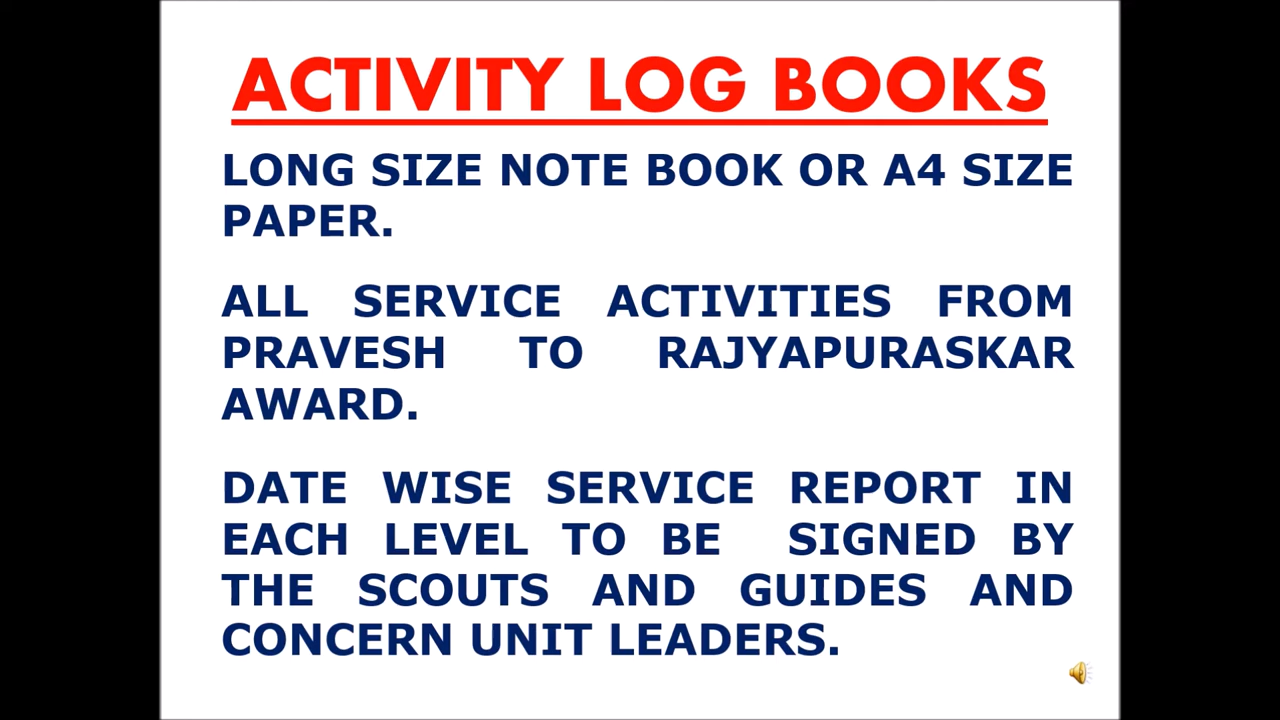 ACTIVITY LOG BOOKS
LONG SIZE NOTE BOOK OR A4 SIZE
PAPER.
ALL SERVICE ACTIVITIES FROM
PRAVESH TO RAJYAPURASKAR
AWARD.
DATE WISE SERVICE REPORT IN
EACH LEVEL TO BE SIGNED BY
THE SCOUTS AND GUIDES AND
CONCERN UNIT LEADERS.